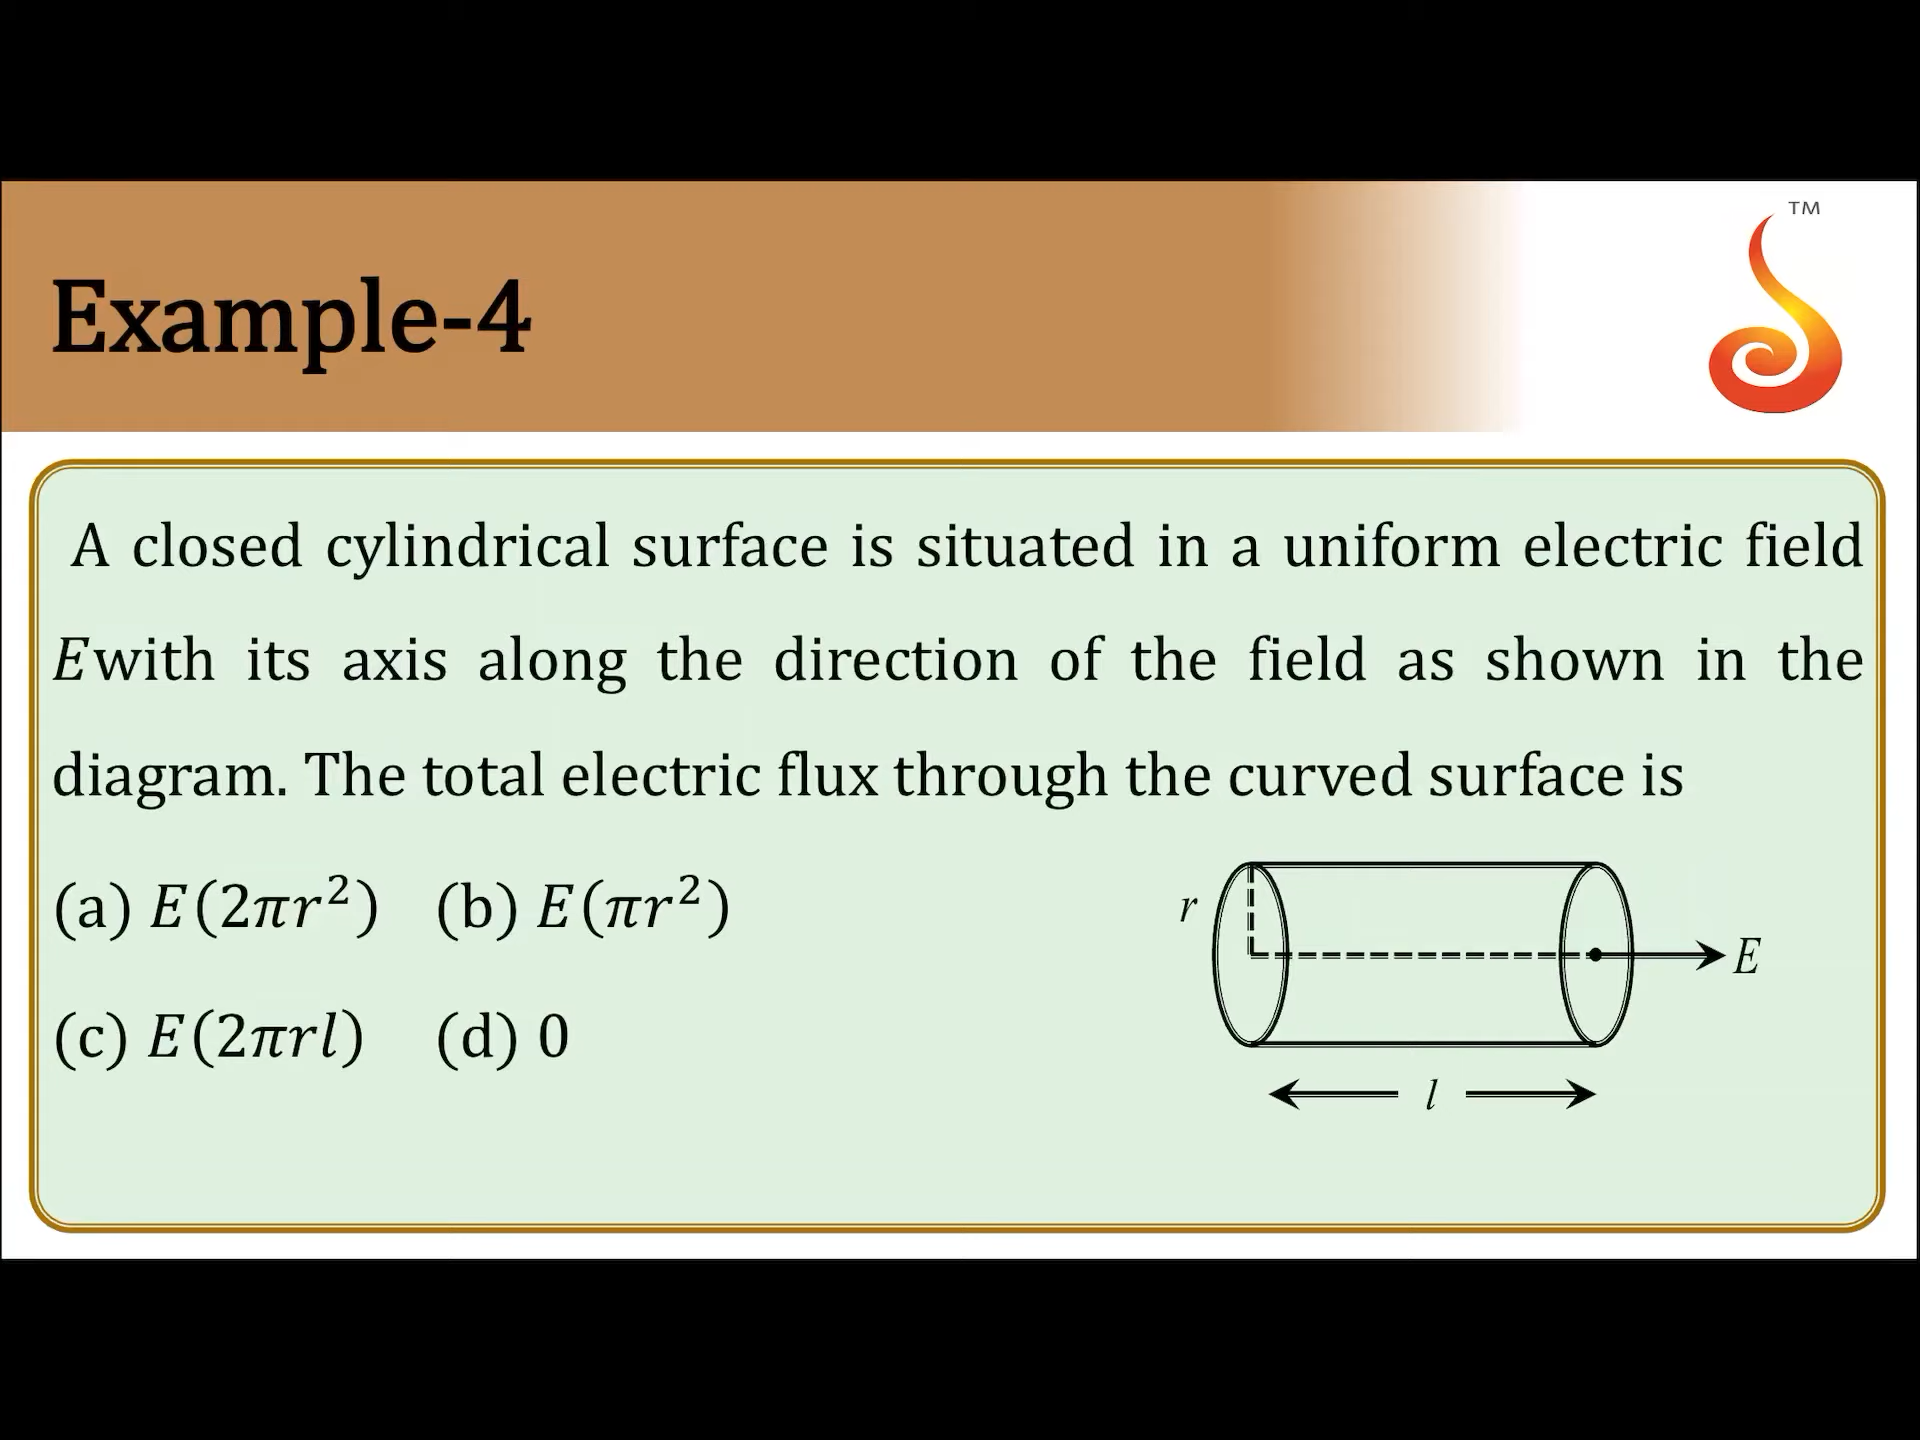 TM
Example-4
A closed cylindrical surface is situated in a uniform electric field
Ewith its axis along the direction of the field as shown in the
diagram. The total electric flux through the curved surface is
(a) E(2πr²) (b) E(πr²)
(c) E(2πrl) (d) 0
r
E
l